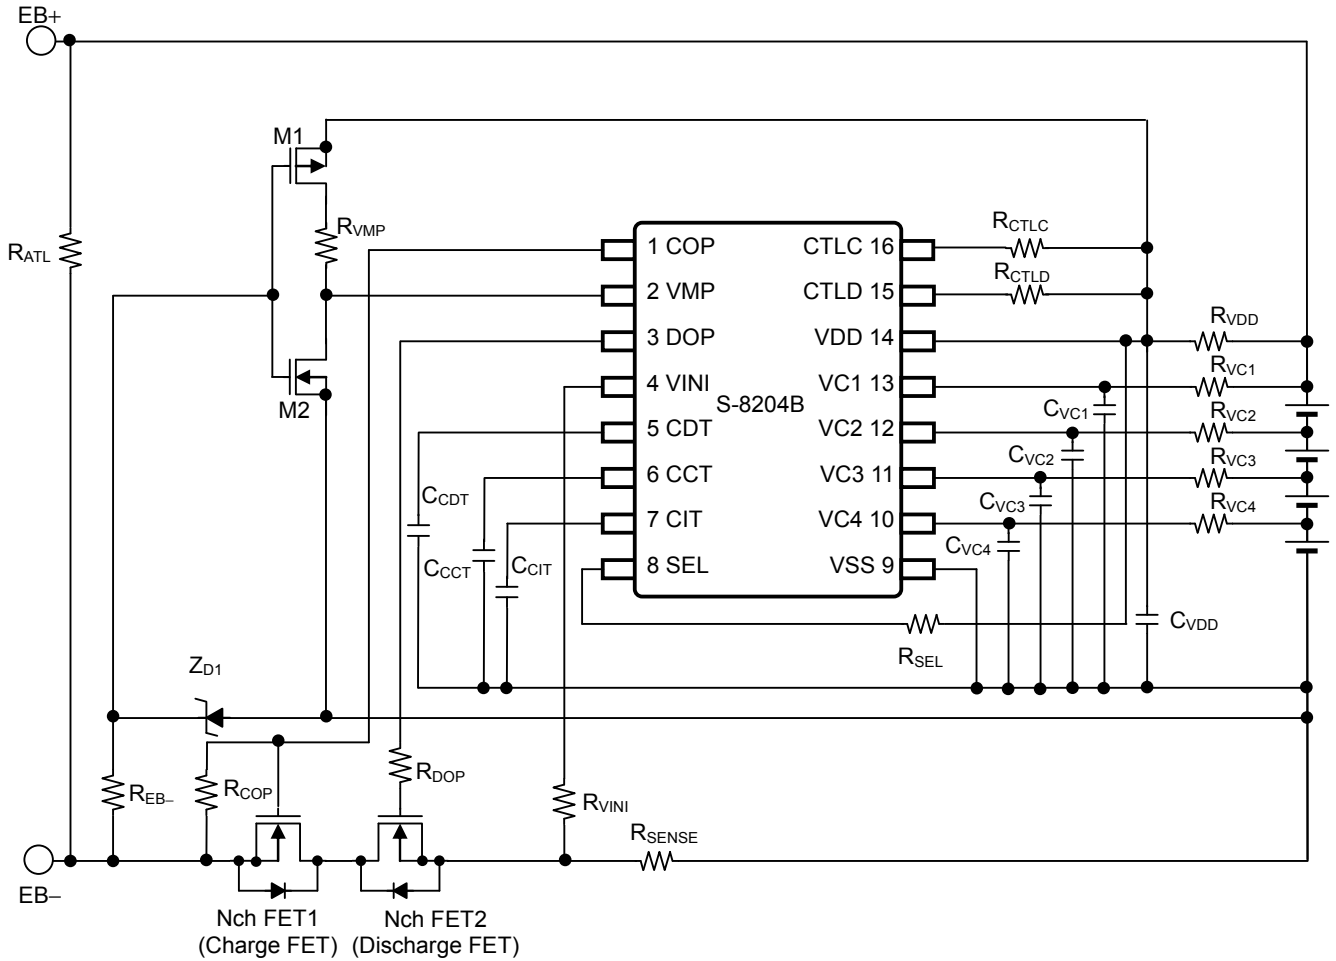 EB+
M1
RATL
RVMP
RCTLC
RCTLD
1 COP
CTLC 16
2 VMP
CTLD 15
3 DOP
VDD 14
RVDD
4 VINI
VC1 13
RVC1
M2
S-8204B
CVC1
5 CDT
VC2 12
RVC2
CVC2
6 CCT
VC3 11
RVC3
CCDT
CVC3
7 CIT
VC4 10
RVC4
CVC4
CCCT
CCIT
8 SEL
VSS 9
CVDD
RSEL
ZD1
REB–
RCOP
RDOP
RVINI
RSENSE
EB–
Nch FET1
(Charge FET)
Nch FET2
(Discharge FET)